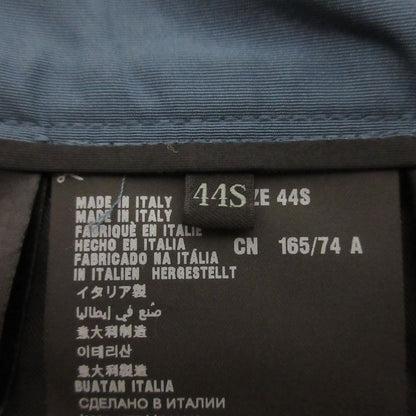 MADE IN ITALY
MADE IN ITALY
FABRIQUÉ EN ITALIE
HECHO EN ITALIA
FABRICADO NA ITÁLIA
IN ITALIEN HERGESTELLT
イタリア製
صنع في إيطاليا
意大利制造
이태리산
意大利製造
BUATAN ITALIA
СДЕЛАНО В ИТАЛИИ
44S
ZE 44S
CN 165/74 A